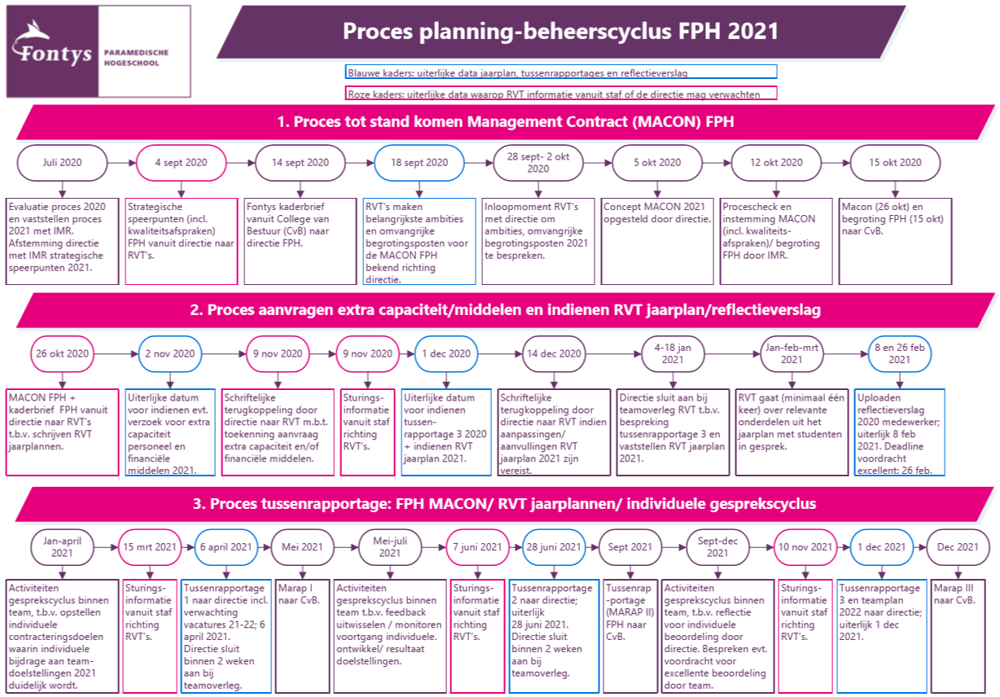 Fontys
PARAMEDISCHE
HOGESCHOOL
Proces planning-beheerscyclus FPH 2021
Blauwe kaders: uiterlijke data jaarplan, tussenrapportages en reflectieverslag
Roze kaders: uiterlijke data waarop RVT informatie vanuit staf of de directie mag verwachten
1. Proces tot stand komen Management Contract (MACON) FPH
Juli 2020
Evaluatie proces 2020
en vaststellen proces
2021 met IMR.
Afstemming directie
met IMR strategische
speerpunten 2021.
4 sept 2020
Strategische
speerpunten (incl.
kwaliteitsafspraken)
FPH vanuit directie naar
RVT's.
14 sept 2020
Fontys kaderbrief
vanuit College van
Bestuur (CvB) naar
directie FPH.
18 sept 2020
RVT's maken
belangrijkste ambities
en omvangrijke
begrotingsposten voor
de MACON FPH
bekend richting
directie.
28 sept- 2 okt
2020
Inloopmoment RVT's
met directie om
ambities, omvangrijke
begrotingsposten 2021
te bespreken.
5 okt 2020
Concept MACON 2021
opgesteld door directie.
12 okt 2020
Procescheck en
instemming MACON
(incl. kwaliteits-
afspraken)/ begroting
FPH door IMR.
15 okt 2020
Macon (26 okt) en
begroting FPH (15 okt)
naar CvB.
2. Proces aanvragen extra capaciteit/middelen en indienen RVT jaarplan/reflectieverslag
26 okt 2020
MACON FPH +
kaderbrief FPH vanuit
directie naar RVT's
t.b.v. schrijven RVT
jaarplannen.
2 nov 2020
Uiterlijke datum
voor indienen evt.
verzoek voor extra
capaciteit
personeel en
financiële
middelen 2021.
9 nov 2020
Schriftelijke
terugkoppeling door
directie naar RVT m.b.t.
toekenning aanvraag
extra capaciteit en/of
financiële middelen.
9 nov 2020
Sturings-
informatie
vanuit staf
richting
RVT's.
1 dec 2020
Uiterlijke datum
voor indienen
tussen-
rapportage 3 2020
+ indienen RVT
jaarplan 2021.
14 dec 2020
Schriftelijke
terugkoppeling door
directie naar RVT indien
aanpassingen/
aanvullingen RVT
jaarplan 2021 zijn
vereist.
4-18 jan
2021
Directie sluit aan bij
teamoverleg RVT t.b.v.
bespreking
tussenrapportage 3 en
vaststellen RVT jaarplan
2021.
Jan-feb-mrt
2021
RVT gaat (minimaal één
keer) over relevante
onderdelen uit het
jaarplan met studenten
in gesprek.
8 en 26 feb
2021
Uploaden
reflectieverslag
2020 medewerker;
uiterlijk 8 feb
2021. Deadline
voordracht
excellent: 26 feb.
3. Proces tussenrapportage: FPH MACON/ RVT jaarplannen/ individuele gesprekscyclus
Jan-april
2021
Activiteiten
gesprekscyclus binnen
team, t.b.v. opstellen
individuele
contracteringsdoelen
waarin individuele
bijdrage aan team-
doelstellingen 2021
duidelijk wordt.
15 mrt 2021
Sturings-
informatie
vanuit staf
richting
RVT's.
6 april 2021
Tussenrapportage
1 naar directie incl.
verwachting
vacatures 21-22; 6
april 2021.
Directie sluit
binnen 2 weken
aan bij
teamoverleg.
Mei 2021
Marap I
naar CvB.
Mei-juli
2021
Activiteiten
gesprekscyclus binnen
team t.b.v. feedback
uitwisselen / monitoren
voortgang individuele.
ontwikkel/ resultaat
doelstellingen.
7 juni 2021
Sturings-
informatie
vanuit staf
richting
RVT's.
28 juni 2021
Tussenrapportage
2 naar directie;
uiterlijk
28 juni 2021.
Directie sluit
binnen 2 weken
aan bij
teamoverleg.
Sept 2021
Tussenrap
-portage
(MARAP II)
FPH naar
CvB.
Sept-dec
2021
Activiteiten
gesprekscyclus binnen
team, t.b.v. reflectie
voor individuele
beoordeling door
directie. Bespreken evt.
voordracht voor
excellente beoordeling
door team.
10 nov 2021
Sturings-
informatie
vanuit staf
richting
RVT's.
1 dec 2021
Tussenrapportage
3 en teamplan
2022 naar directie;
uiterlijk 1 dec
2021.
Dec 2021
Marap III
naar CvB.